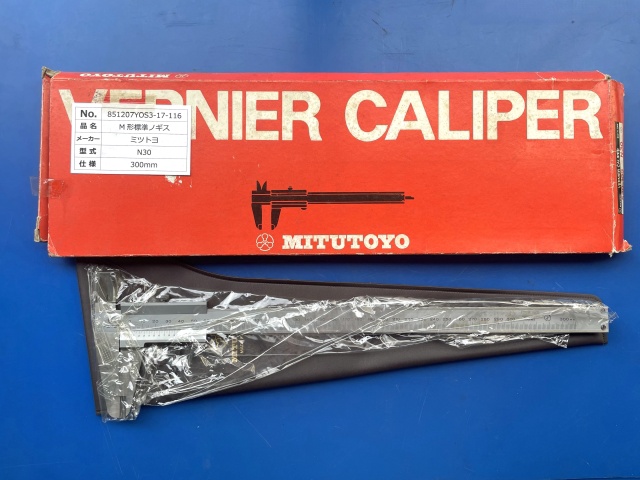 MITUTOYO
VERNIER CALIPER
No. 851207YOS3-17-116
品 名 M形標準ノギス
メーカー ミツトヨ
型 式 N30
仕 様 300mm
MITUTOYO